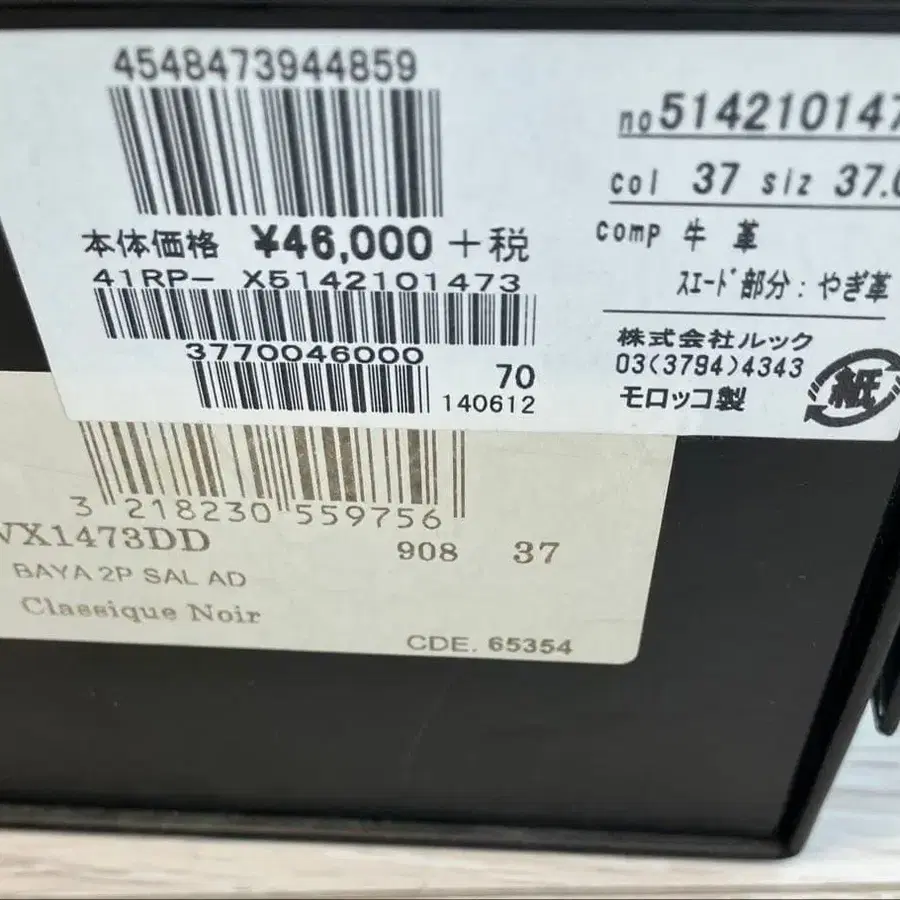 4548473944859
本体価格 ¥46,000 +税
41RP- X5142101473
3770046000
70
140612
no 514210147
col 37 siz 37.0
comp 牛 革
スエード部分:やぎ革
株式会社ルック
03(3794)4343
モロッコ製
紙
3 218230 559756
VX1473DD 908 37
BAYA 2P SAL AD
Classique Noir
CDE. 65354